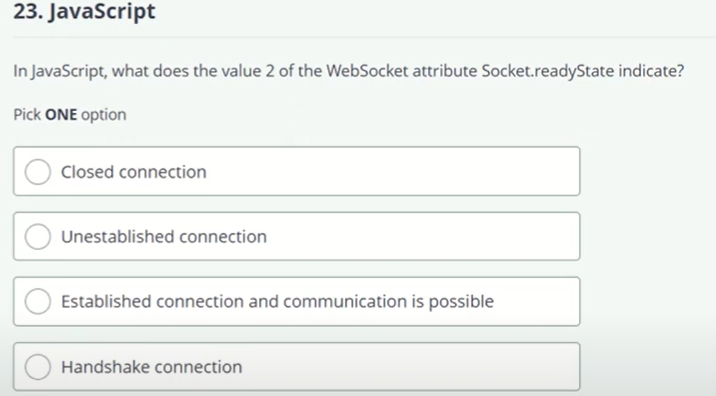 23. JavaScript
In JavaScript, what does the value 2 of the WebSocket attribute Socket.readyState indicate?
Pick ONE option
Closed connection
Unestablished connection
Established connection and communication is possible
Handshake connection